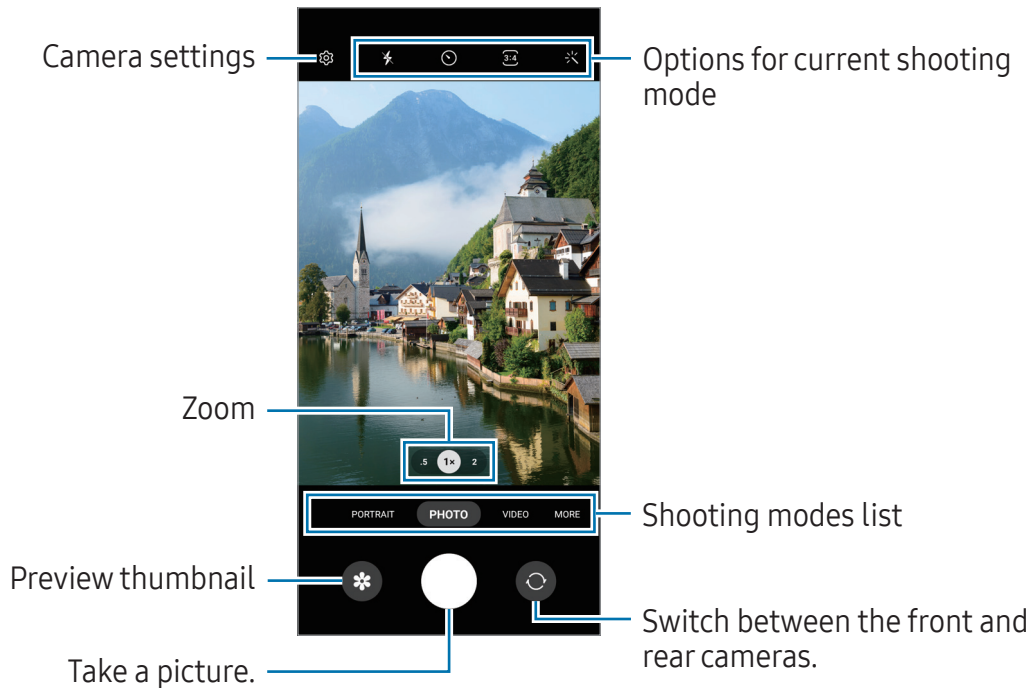 Camera settings
3:4
Options for current shooting
mode
Zoom
.5 1× 2
PORTRAIT PHOTO VIDEO MORE
Shooting modes list
Preview thumbnail
Switch between the front and
rear cameras.
Take a picture.